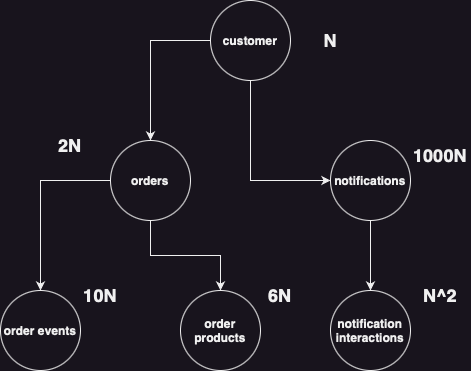 customer
N
2N
1000N
orders
notifications
10N
6N
N^2
order events
order
products
notification
interactions